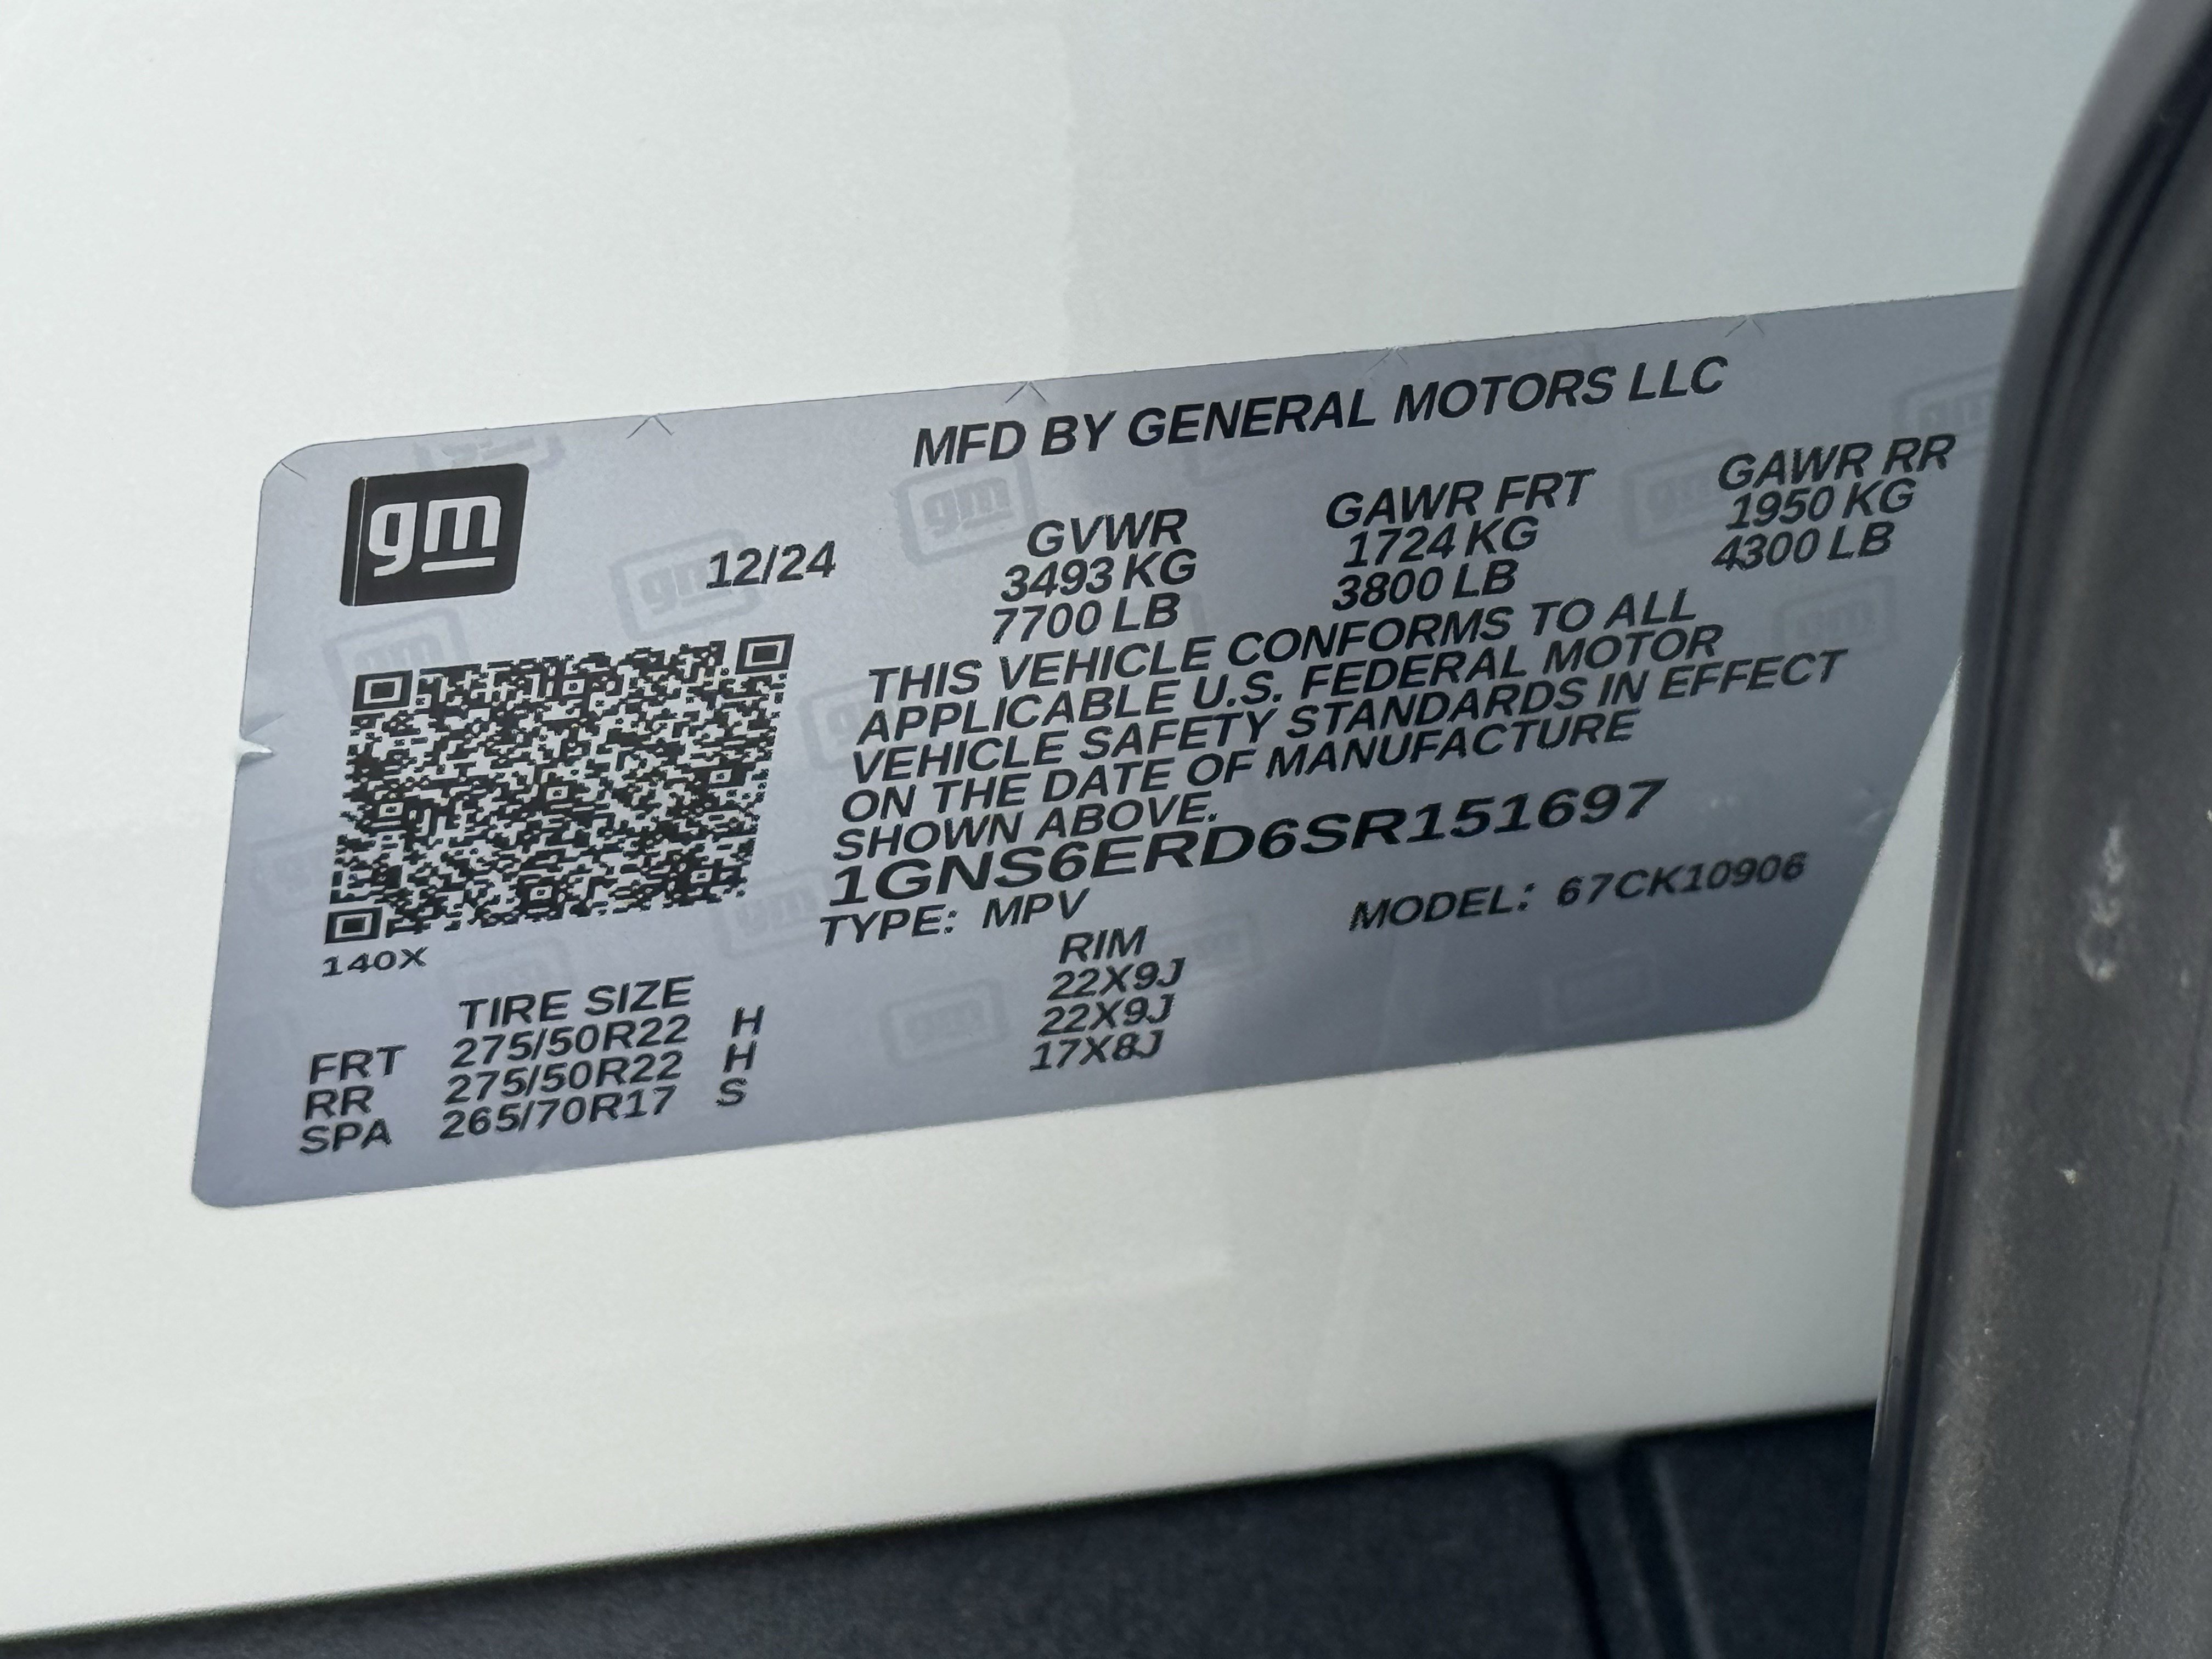 gm
MFD BY GENERAL MOTORS LLC
12/24
GVWR GAWR FRT GAWR RR
3493 KG 1724 KG 1950 KG
7700 LB 3800 LB 4300 LB
THIS VEHICLE CONFORMS TO ALL
APPLICABLE U.S. FEDERAL MOTOR
VEHICLE SAFETY STANDARDS IN EFFECT
ON THE DATE OF MANUFACTURE
SHOWN ABOVE.
1GNS6ERD6SR151697
TYPE: MPV MODEL: 67CK10906
140X
TIRE SIZE RIM
FRT 275/50R22 H 22X9J
RR 275/50R22 H 22X9J
SPA 265/70R17 S 17X8J